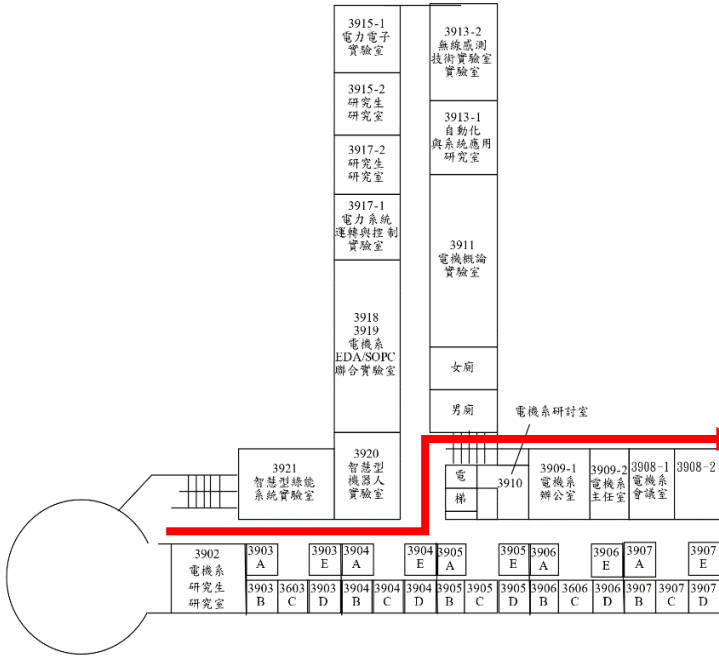 3915-1
電力電子
實驗室
3915-2
研究生
研究室
3917-2
研究生
研究室
3917-1
電力系統
運轉與控制
實驗室
3918
3919
電機系
EDA/SOPC
聯合實驗室
3920
智慧型
機器人
實驗室
3921
智慧型綠能
系統實驗室
3913-2
無線感測
技術實驗室
實驗室
3913-1
自動化
與系統應用
研究室
3911
電機概論
實驗室
女廁
男廁
電機系研討室
電
梯
3910
3909-1
電機系
辦公室
3909-2
電機系
主任室
3908-1
電機系
會議室
3908-2
3902
電機系
研究生
研究室
3903
A
3903
E
3904
A
3904
E
3905
A
3905
E
3906
A
3906
E
3907
A
3907
E
3903
B
3603
C
3903
D
3904
B
3904
C
3904
D
3905
B
3905
C
3905
D
3906
B
3606
C
3906
D
3907
B
3907
C
3907
D